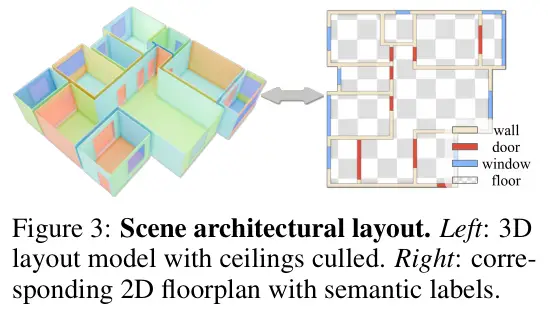 wall
door
window
floor
Figure 3: Scene architectural layout. Left: 3D
layout model with ceilings culled. Right: corre-
sponding 2D floorplan with semantic labels.